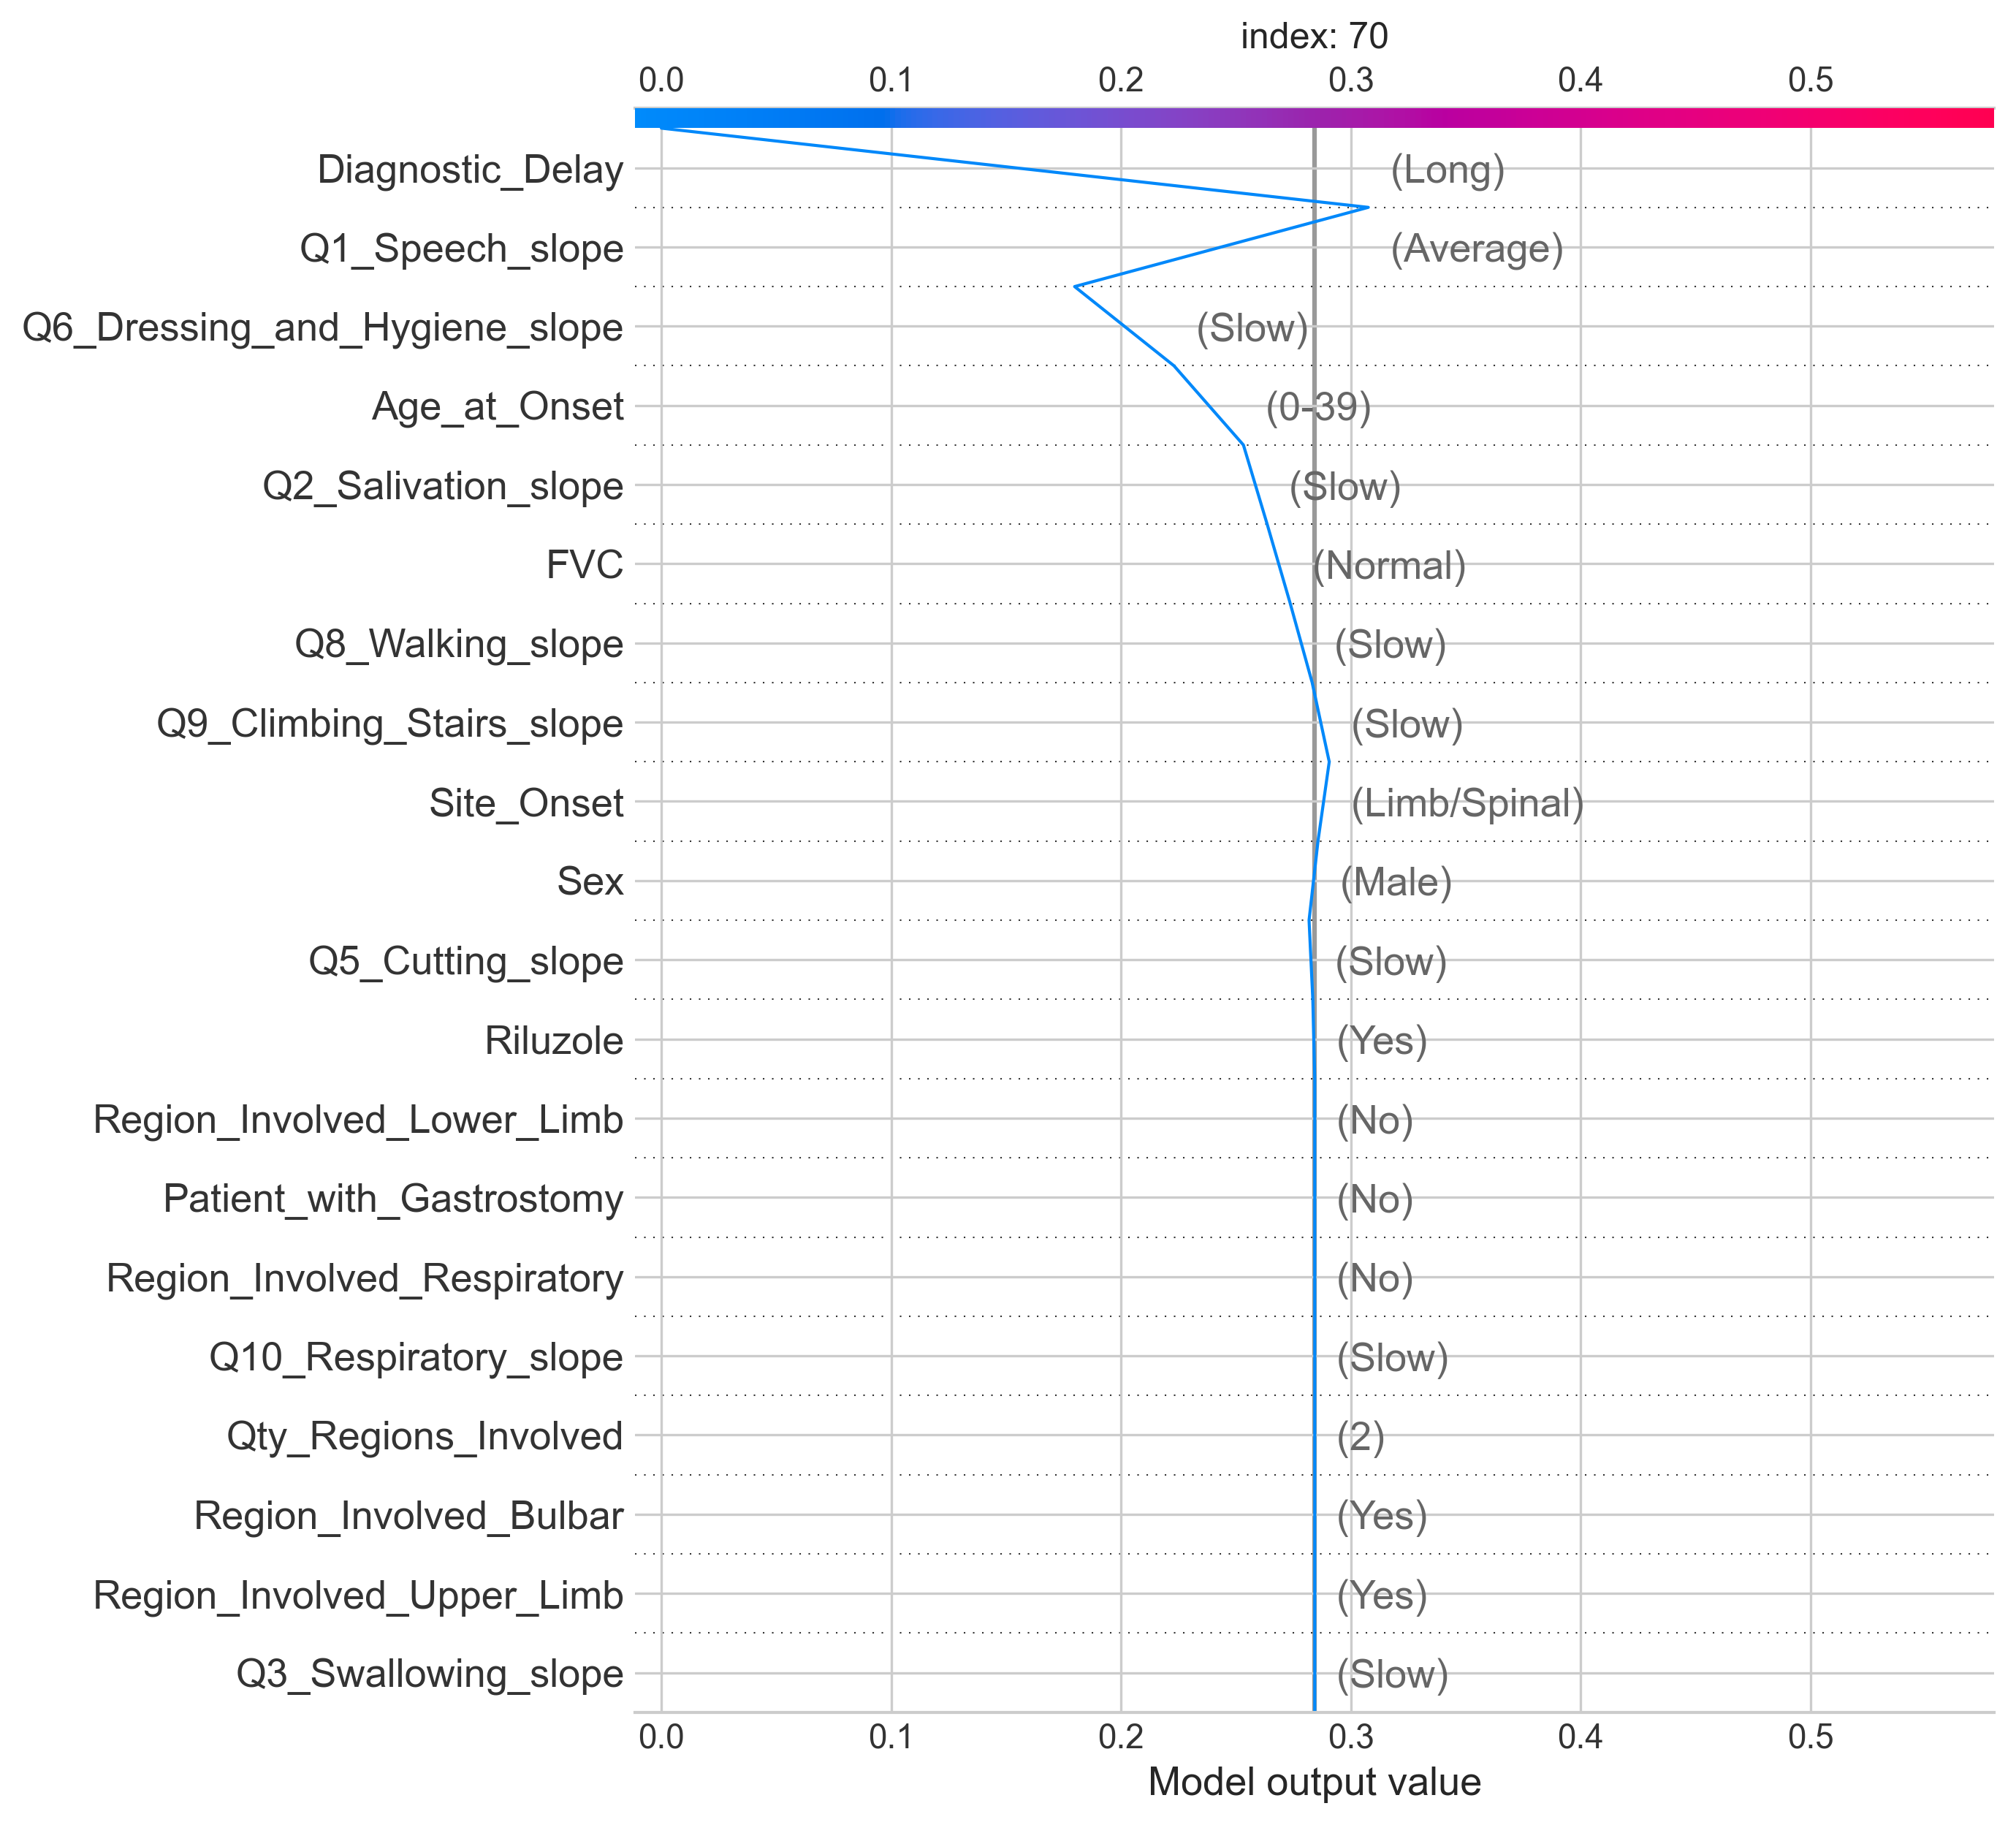 index: 70
0.0 0.1 0.2 0.3 0.4 0.5
Diagnostic_Delay (Long)
Q1_Speech_slope (Average)
Q6_Dressing_and_Hygiene_slope (Slow)
Age_at_Onset (0-39)
Q2_Salivation_slope (Slow)
FVC (Normal)
Q8_Walking_slope (Slow)
Q9_Climbing_Stairs_slope (Slow)
Site_Onset (Limb/Spinal)
Sex (Male)
Q5_Cutting_slope (Slow)
Riluzole (Yes)
Region_Involved_Lower_Limb (No)
Patient_with_Gastrostomy (No)
Region_Involved_Respiratory (No)
Q10_Respiratory_slope (Slow)
Qty_Regions_Involved (2)
Region_Involved_Bulbar (Yes)
Region_Involved_Upper_Limb (Yes)
Q3_Swallowing_slope (Slow)
0.0 0.1 0.2 0.3 0.4 0.5
Model output value